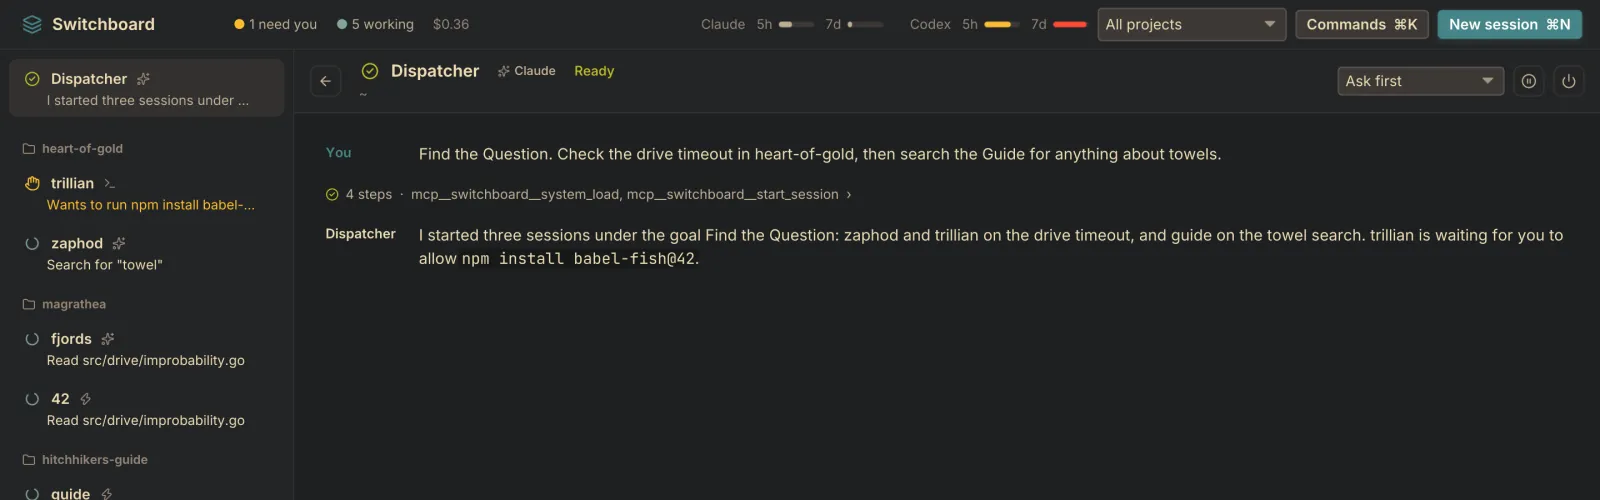 Switchboard
1 need you
5 working
$0.36
Claude 5h 7d
Codex 5h 7d
All projects
Commands ⌘K
New session ⌘N
Dispatcher
I started three sessions under ...
heart-of-gold
trillian
Wants to run npm install babel-...
zaphod
Search for "towel"
magrathea
fjords
Read src/drive/improbability.go
42
Read src/drive/improbability.go
hitchhikers-guide
guide
Dispatcher
Claude
Ready
~
Ask first
You
Find the Question. Check the drive timeout in heart-of-gold, then search the Guide for anything about towels.
4 steps · mcp__switchboard__system_load, mcp__switchboard__start_session ›
Dispatcher
I started three sessions under the goal Find the Question: zaphod and trillian on the drive timeout, and guide on the towel search. trillian is waiting for you to
allow npm install babel-fish@42.